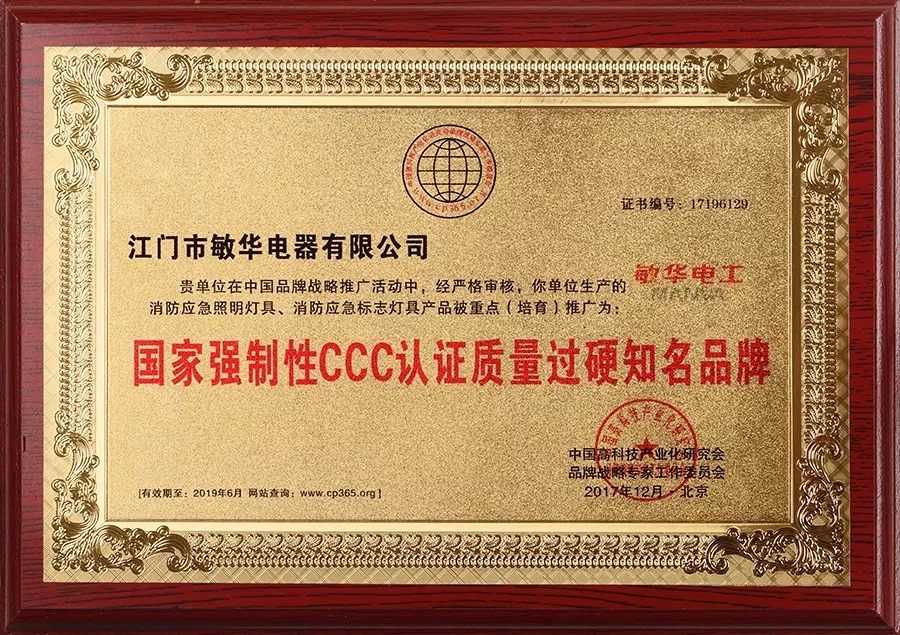 证书编号：17196129
江门市敏华电器有限公司
贵单位在中国品牌战略推广活动中，经严格审核，你单位生产的 敏华电工
MANWA
消防应急照明灯具、消防应急标志灯具产品被重点（培育）推广为：
国家强制性CCC认证质量过硬知名品牌
中国高科技产业化研究会
品牌战略专家工作委员会
[有效期至：2019年6月 网站查询：www.cp365.org] 2017年12月·北京